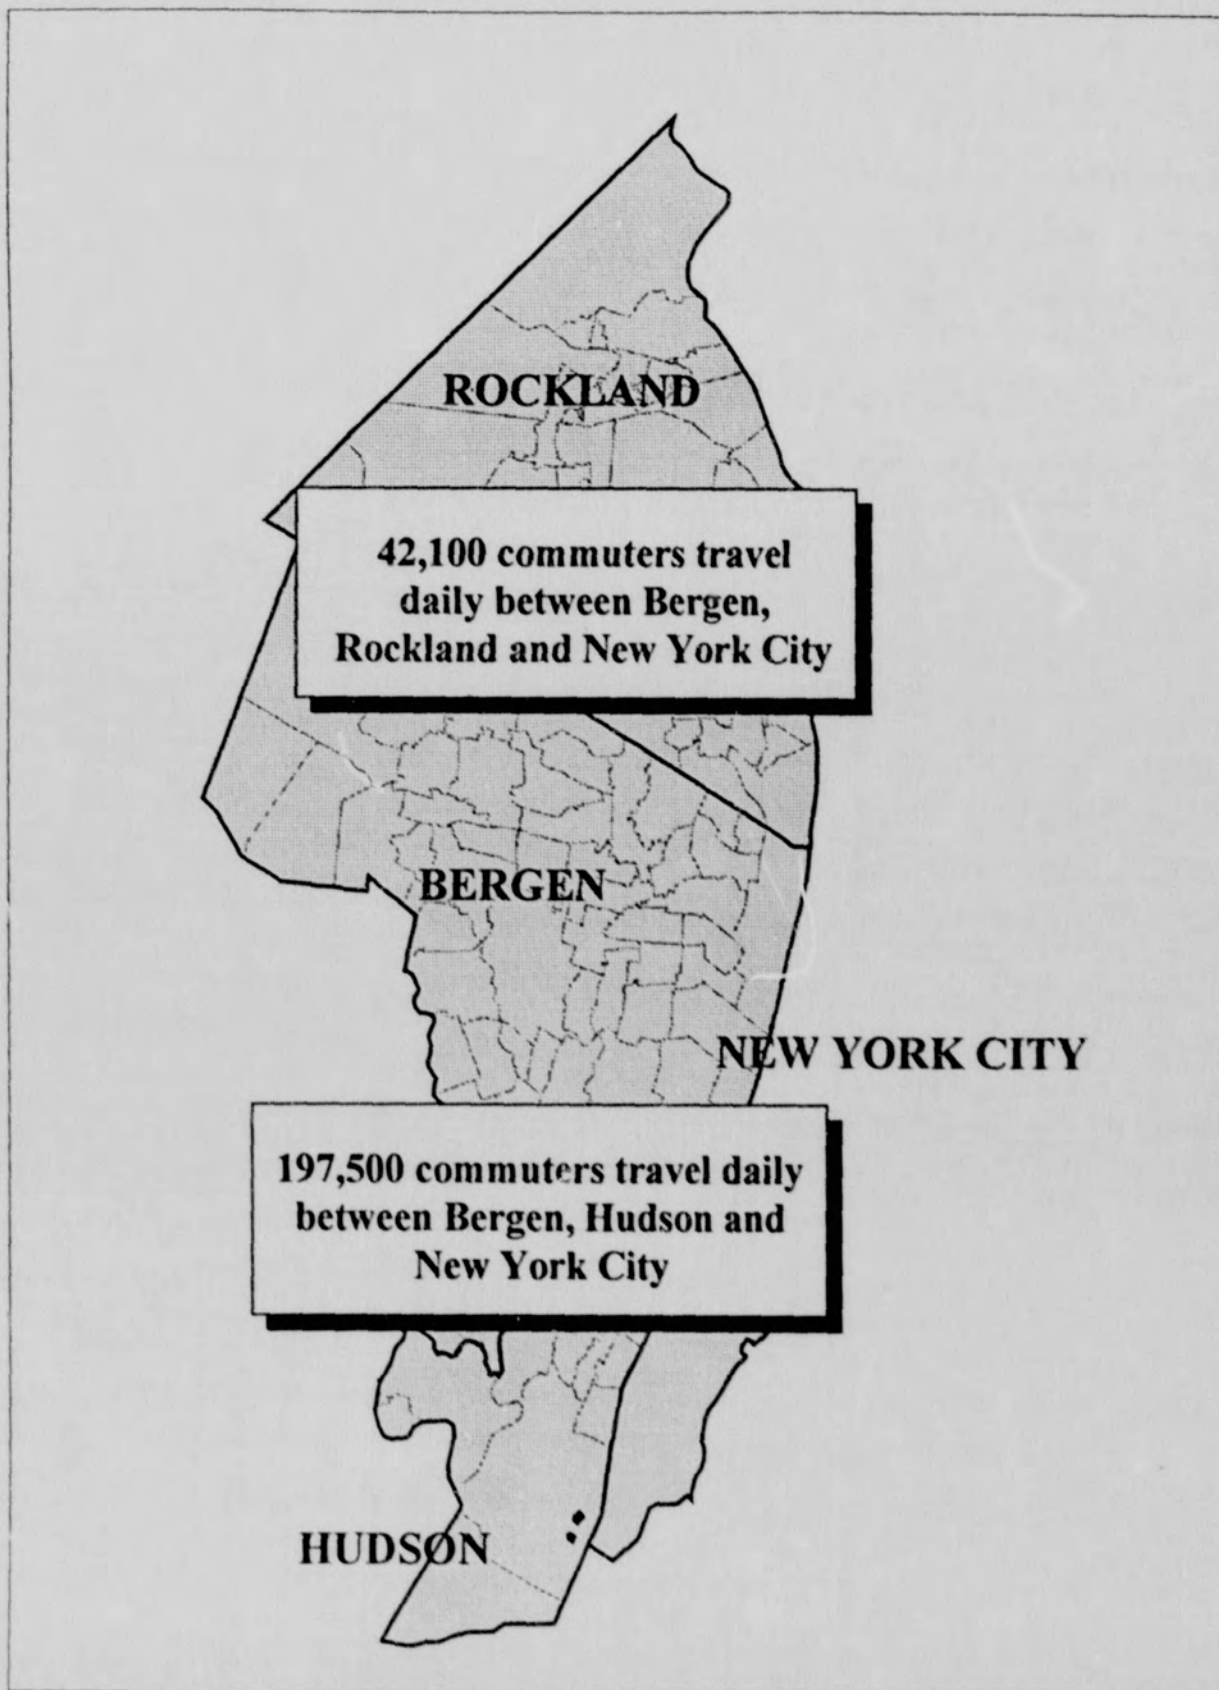 ROCKLAND
42,100 commuters travel
daily between Bergen,
Rockland and New York City
BERGEN
NEW YORK CITY
197,500 commuters travel daily
between Bergen, Hudson and
New York City
HUDSON